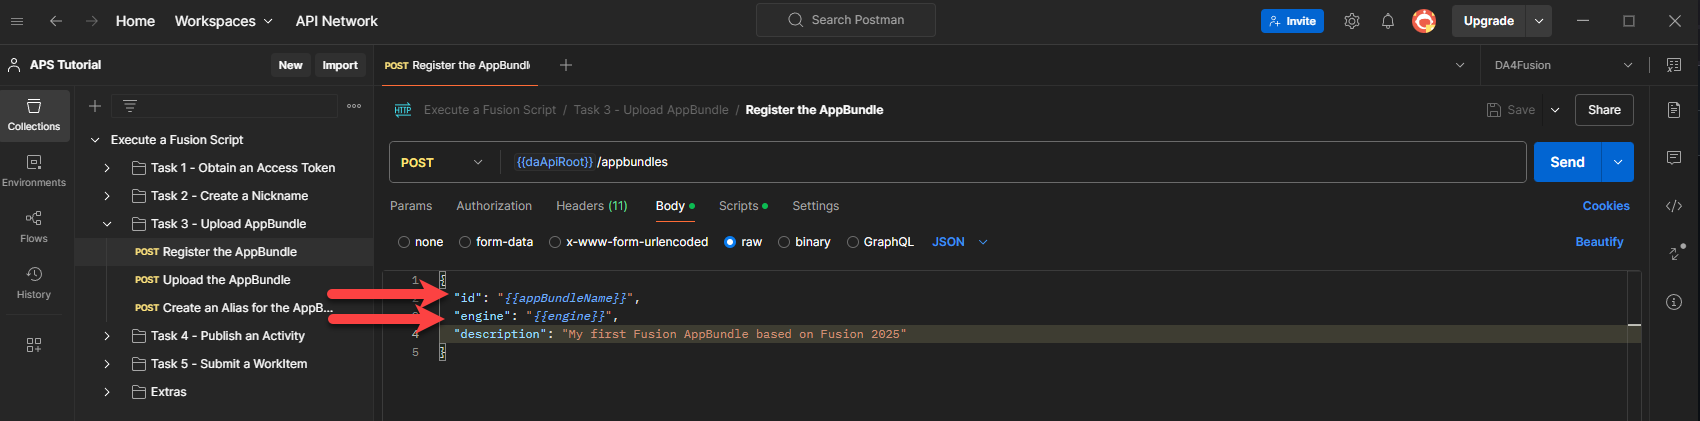 Home Workspaces API Network Search Postman Invite Upgrade
APS Tutorial New Import POST Register the AppBundl DA4Fusion
Collections
Environments
Flows
History
Execute a Fusion Script
Task 1 - Obtain an Access Token
Task 2 - Create a Nickname
Task 3 - Upload AppBundle
POST Register the AppBundle
POST Upload the AppBundle
POST Create an Alias for the AppB...
Task 4 - Publish an Activity
Task 5 - Submit a WorkItem
Extras
HTTP Execute a Fusion Script / Task 3 - Upload AppBundle / Register the AppBundle Save Share
POST {{daApiRoot}} /appbundles Send
Params Authorization Headers (11) Body Scripts Settings Cookies
none form-data x-www-form-urlencoded raw binary GraphQL JSON Beautify
1 {
"id": "{{appBundleName}}",
"engine": "{{engine}}",
4 "description": "My first Fusion AppBundle based on Fusion 2025"
5 }